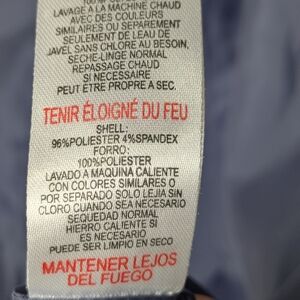 LAVAGE A LA MACHINE CHAUD
AVEC DES COULEURS
SIMILAIRES OU SEPAREMENT
SEULEMENT DE LEAU DE
JAVEL SANS CHLORE AU BESOIN,
SECHE-LINGE NORMAL
REPASSAGE CHAUD
SI NECESSAIRE
PEUT ÊTRE PROPRE A SEC.
TENIR ÉLOIGNÉ DU FEU
SHELL:
96%POLIESTER 4%SPANDEX
FORRO:
100%POLIESTER
LAVADO A MAQUINA CALIENTE
CON COLORES SIMILARES O
POR SEPARADO SOLO LEJIA SIN
CLORO CUANDO SEA NECESARIO
SEQUEDAD NORMAL
HIERRO CALIENTE SI
ES NECESARIO
PUEDE SER LIMPIO EN SECO
MANTENER LEJOS
DEL FUEGO